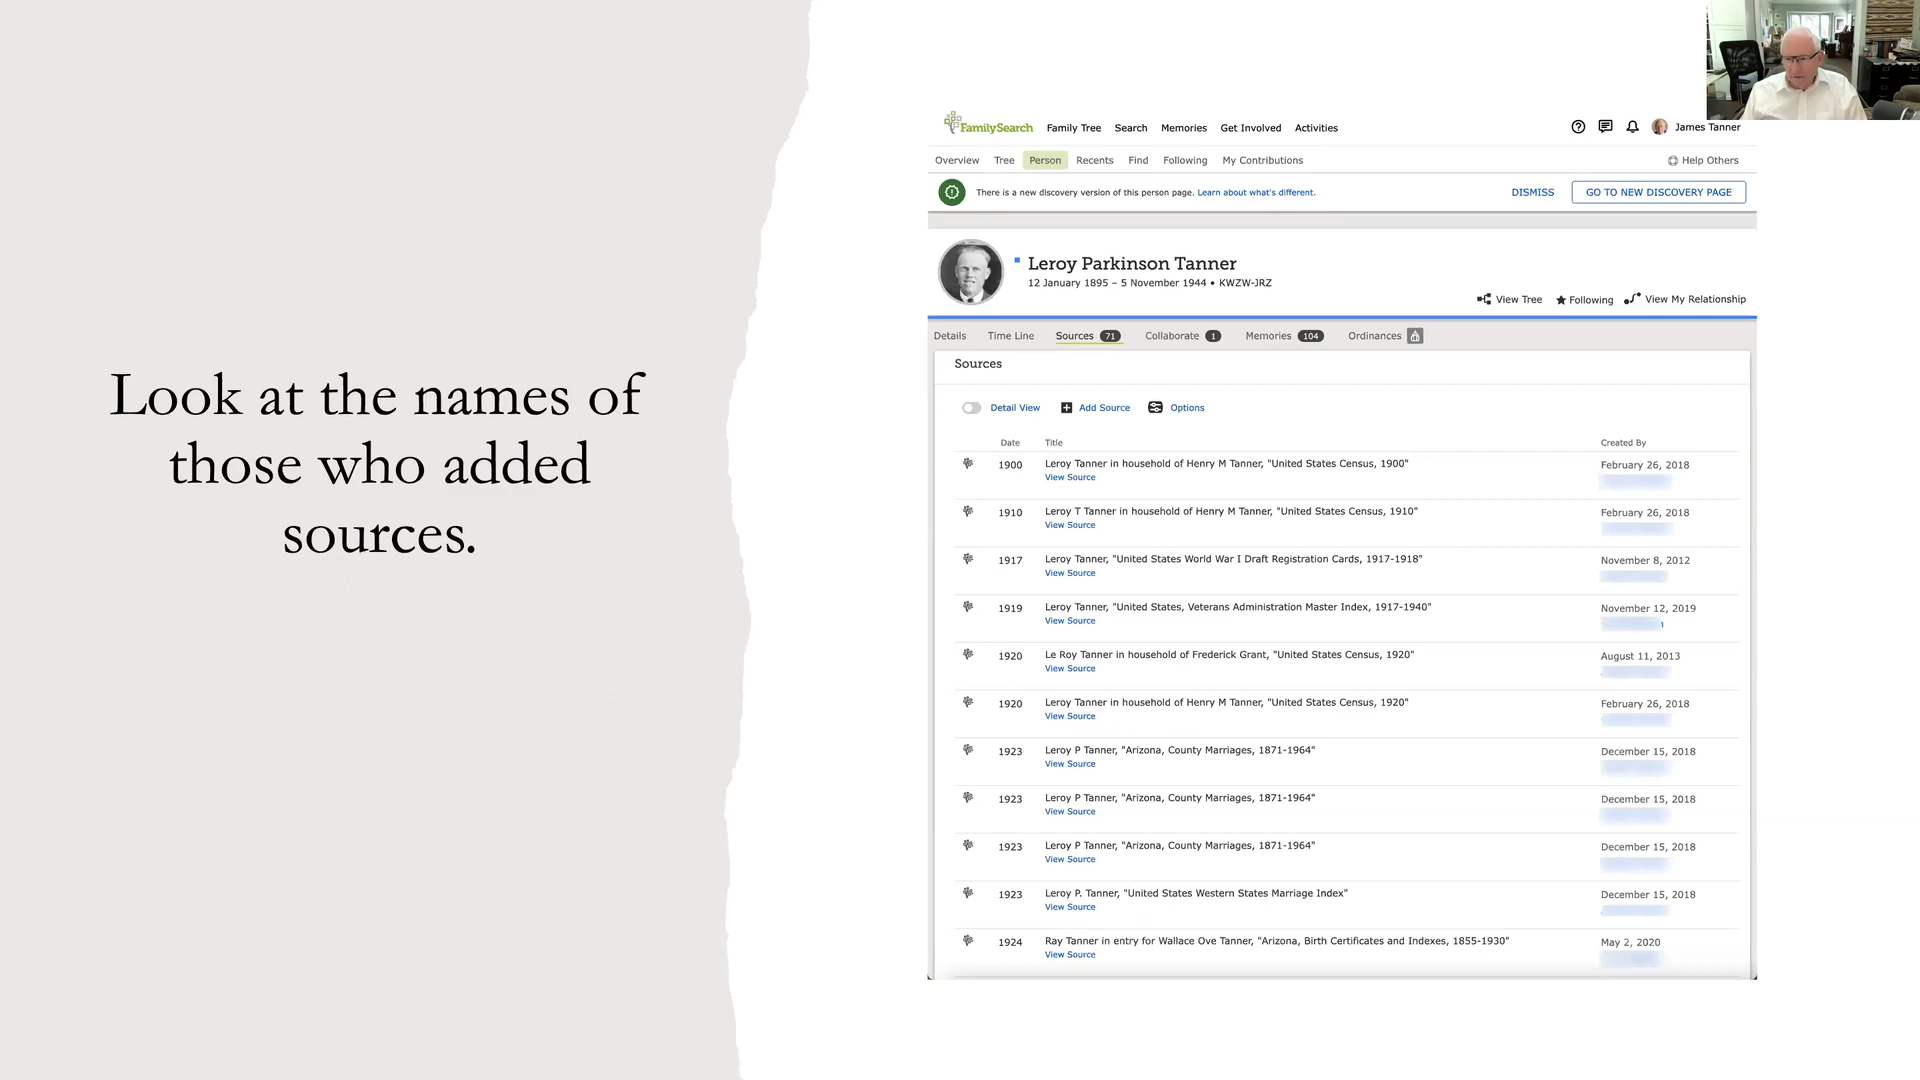 Look at the names of
those who added
sources.
FamilySearch Family Tree Search Memories Get Involved Activities James Tanner
Overview Tree Person Recents Find Following My Contributions Help Others
There is a new discovery version of this person page. Learn about what's different. DISMISS GO TO NEW DISCOVERY PAGE
Leroy Parkinson Tanner
12 January 1895 – 5 November 1944 • KWZW-JRZ
View Tree Following View My Relationship
Details Time Line Sources 71 Collaborate 1 Memories 104 Ordinances
Sources
Detail View Add Source Options
Date Title Created By
1900 Leroy Tanner in household of Henry M Tanner, "United States Census, 1900" February 26, 2018
View Source
1910 Leroy T Tanner in household of Henry M Tanner, "United States Census, 1910" February 26, 2018
View Source
1917 Leroy Tanner, "United States World War I Draft Registration Cards, 1917-1918" November 8, 2012
View Source
1919 Leroy Tanner, "United States, Veterans Administration Master Index, 1917-1940" November 12, 2019
View Source
1920 Le Roy Tanner in household of Frederick Grant, "United States Census, 1920" August 11, 2013
View Source
1920 Leroy Tanner in household of Henry M Tanner, "United States Census, 1920" February 26, 2018
View Source
1923 Leroy P Tanner, "Arizona, County Marriages, 1871-1964" December 15, 2018
View Source
1923 Leroy P Tanner, "Arizona, County Marriages, 1871-1964" December 15, 2018
View Source
1923 Leroy P Tanner, "Arizona, County Marriages, 1871-1964" December 15, 2018
View Source
1923 Leroy P. Tanner, "United States Western States Marriage Index" December 15, 2018
View Source
1924 Ray Tanner in entry for Wallace Ove Tanner, "Arizona, Birth Certificates and Indexes, 1855-1930" May 2, 2020
View Source